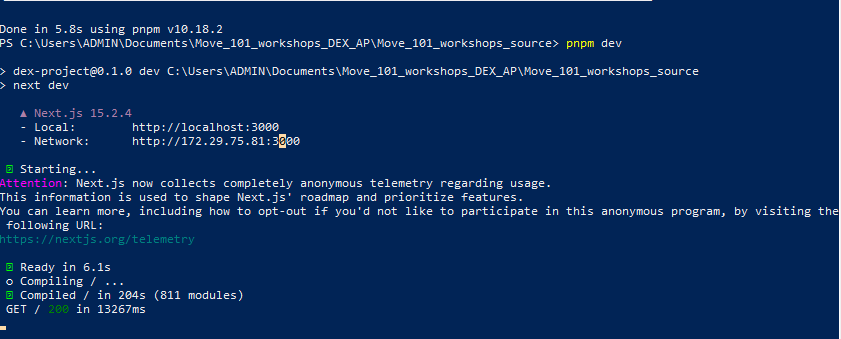 Done in 5.8s using pnpm v10.18.2
PS C:\Users\ADMIN\Documents\Move_101_workshops_DEX_AP\Move_101_workshops_source> pnpm dev
> dex-project@0.1.0 dev C:\Users\ADMIN\Documents\Move_101_workshops_DEX_AP\Move_101_workshops_source
> next dev
▲ Next.js 15.2.4
- Local: http://localhost:3000
- Network: http://172.29.75.81:3000
Starting...
Attention: Next.js now collects completely anonymous telemetry regarding usage.
This information is used to shape Next.js' roadmap and prioritize features.
You can learn more, including how to opt-out if you'd not like to participate in this anonymous program, by visiting the
following URL:
https://nextjs.org/telemetry
Ready in 6.1s
o Compiling / ...
Compiled / in 204s (811 modules)
GET / 200 in 13267ms